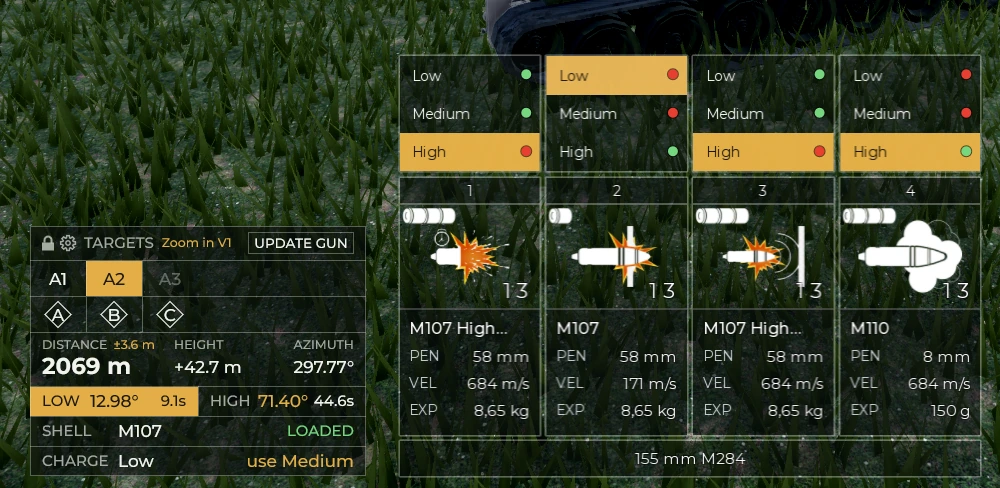 Low Low Low Low
Medium Medium Medium Medium
High High High High
1 2 3 4
13 13 13 13
M107 High... M107 M107 High... M110
PEN 58 mm PEN 58 mm PEN 58 mm PEN 8 mm
VEL 684 m/s VEL 171 m/s VEL 684 m/s VEL 684 m/s
EXP 8,65 kg EXP 8,65 kg EXP 8,65 kg EXP 150 g
155 mm M284
TARGETS Zoom in V1 UPDATE GUN
A1 A2 A3
A B C
DISTANCE ±3.6 m HEIGHT AZIMUTH
2069 m +42.7 m 297.77°
LOW 12.98° 9.1s HIGH 71.40° 44.6s
SHELL M107 LOADED
CHARGE Low use Medium